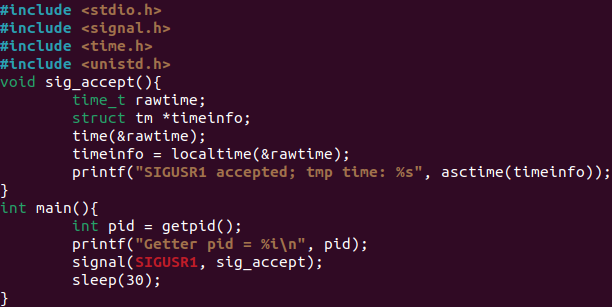 #include <stdio.h>
#include <signal.h>
#include <time.h>
#include <unistd.h>
void sig_accept(){
        time_t rawtime;
        struct tm *timeinfo;
        time(&rawtime);
        timeinfo = localtime(&rawtime);
        printf("SIGUSR1 accepted; tmp time: %s", asctime(timeinfo));
}
int main(){
        int pid = getpid();
        printf("Getter pid = %i\n", pid);
        signal(SIGUSR1, sig_accept);
        sleep(30);
}